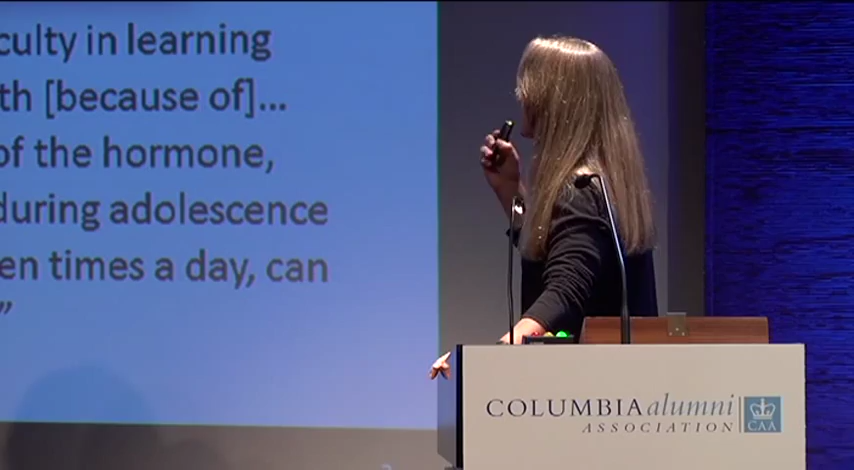 culty in learning
th [because of]...
of the hormone,
during adolescence
en times a day, can
”
COLUMBIA alumni
ASSOCIATION
CAA